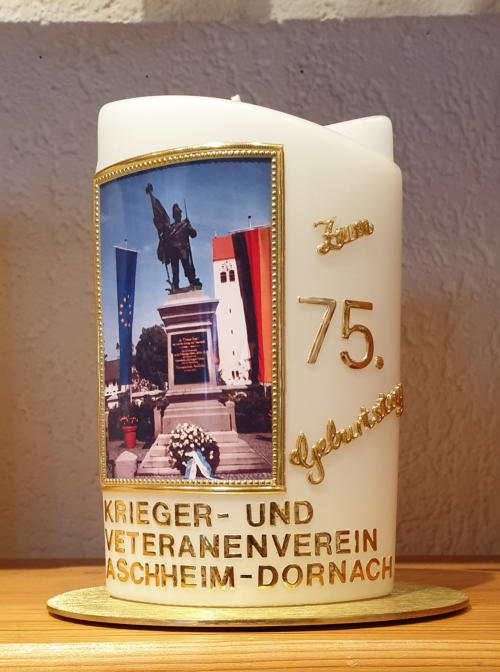 Zum
75.
Geburtstag
KRIEGER- UND
VETERANENVEREIN
ASCHHEIM-DORNACH